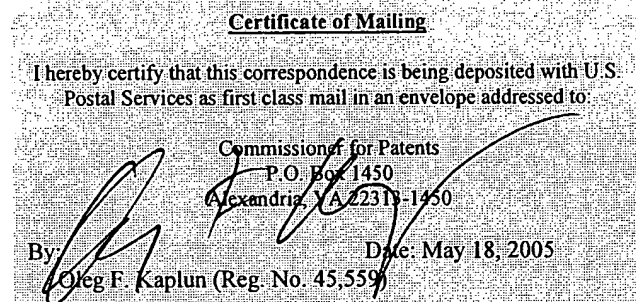 Certificate of Mailing
I hereby certify that this correspondence is being deposited with U.S.
Postal Services as first class mail in an envelope addressed to:
Commissioner for Patents
P.O. Box 1450
Alexandria, VA 22313-1450
By: Date: May 18, 2005
Oleg F. Kaplun (Reg. No. 45,559)